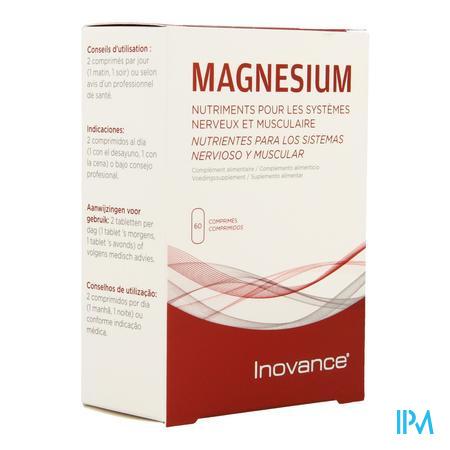 Conseils d'utilisation :
2 comprimés par jour
(1 matin, 1 soir) ou selon
avis d'un professionnel
de santé.
Indicaciones:
2 comprimidos al día
(1 con el desayuno, 1 con
la cena) o bajo consejo
profesional.
Aanwijzingen voor
gebruik: 2 tabletten per
dag (1 tablet 's morgens,
1 tablet 's avonds) of
volgens medisch advies.
Conselhos de utilização:
2 comprimidos por dia
(1 manhã, 1 noite) ou
conforme indicação
médica.
MAGNESIUM
NUTRIMENTS POUR LES SYSTÈMES
NERVEUX ET MUSCULAIRE
NUTRIENTES PARA LOS SISTEMAS
NERVIOSO Y MUSCULAR
Complément alimentaire / Complemento alimenticio
Voedingssupplement / Suplemento alimentar
60
COMPRIMÉS
COMPRIMIDOS
INOVANCE®
IPM